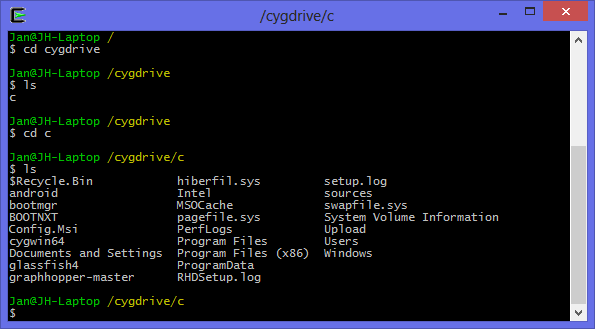 /cygdrive/c
Jan@JH-Laptop /
$ cd cygdrive
Jan@JH-Laptop /cygdrive
$ ls
c
Jan@JH-Laptop /cygdrive
$ cd c
Jan@JH-Laptop /cygdrive/c
$ ls
$Recycle.Bin hiberfil.sys setup.log
android Intel sources
bootmgr MSOCache swapfile.sys
BOOTNXT pagefile.sys System Volume Information
Config.Msi PerfLogs Upload
cygwin64 Program Files Users
Documents and Settings Program Files (x86) Windows
glassfish4 ProgramData
graphhopper-master RHDSetup.log
Jan@JH-Laptop /cygdrive/c
$